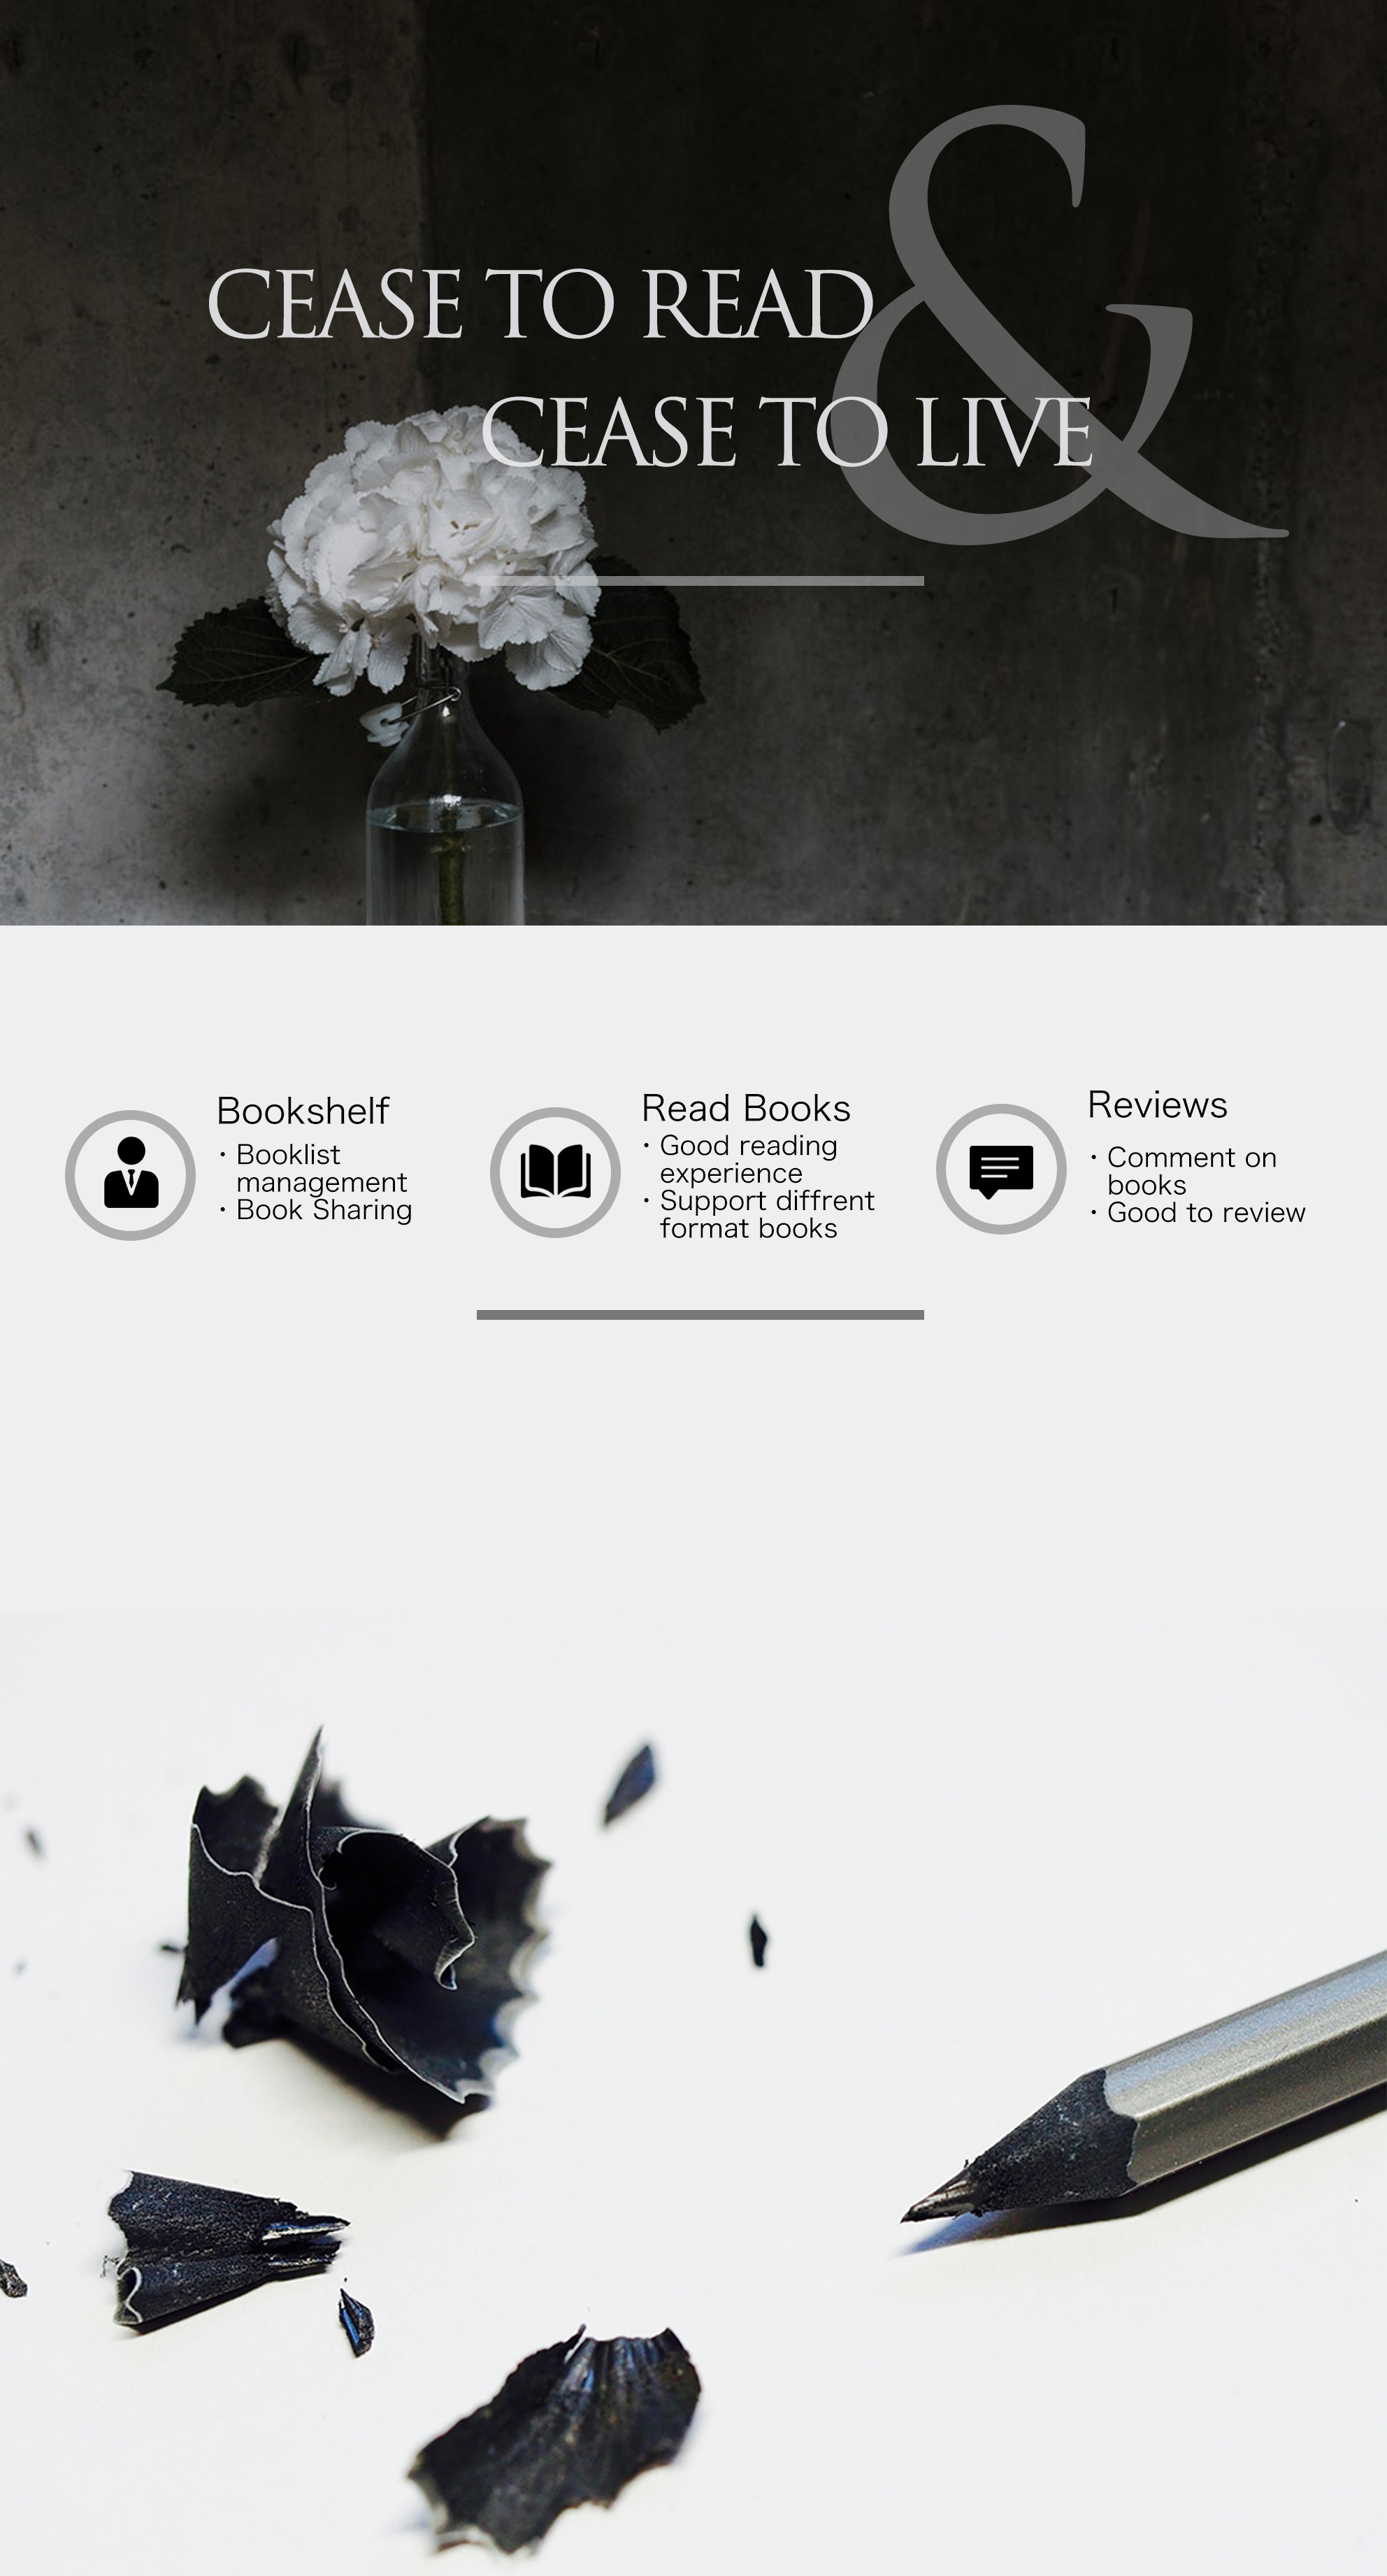 &
CEASE TO READ
CEASE TO LIVE
Bookshelf
・Booklist
management
・Book Sharing
Read Books
・Good reading
experience
・Support diffrent
format books
Reviews
・Comment on
books
・Good to review